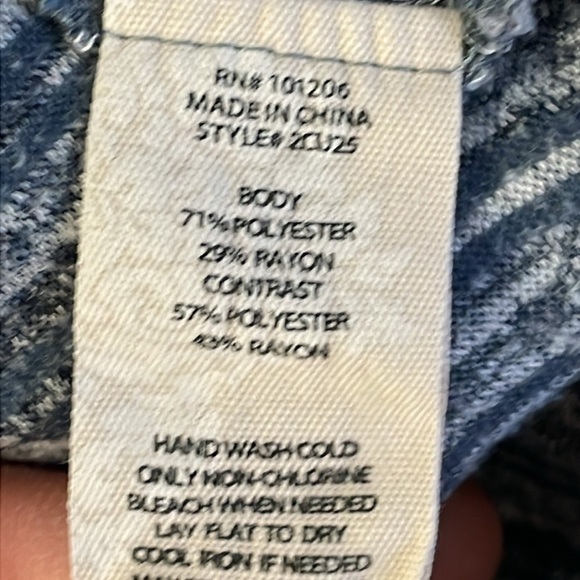 RN# 101206
MADE IN CHINA
STYLE# 2CU25
BODY
71% POLYESTER
29% RAYON
CONTRAST
57% POLYESTER
43% RAYON
HAND WASH COLD
ONLY NON-CHLORINE
BLEACH WHEN NEEDED
LAY FLAT TO DRY
COOL IRON IF NEEDED